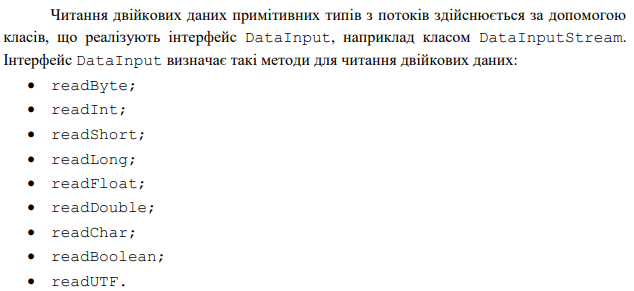 Читання двійкових даних примітивних типів з потоків здійснюється за допомогою
класів, що реалізують інтерфейс DataInput, наприклад класом DataInputStream.
Інтерфейс DataInput визначає такі методи для читання двійкових даних:
• readByte;
• readInt;
• readShort;
• readLong;
• readFloat;
• readDouble;
• readChar;
• readBoolean;
• readUTF.